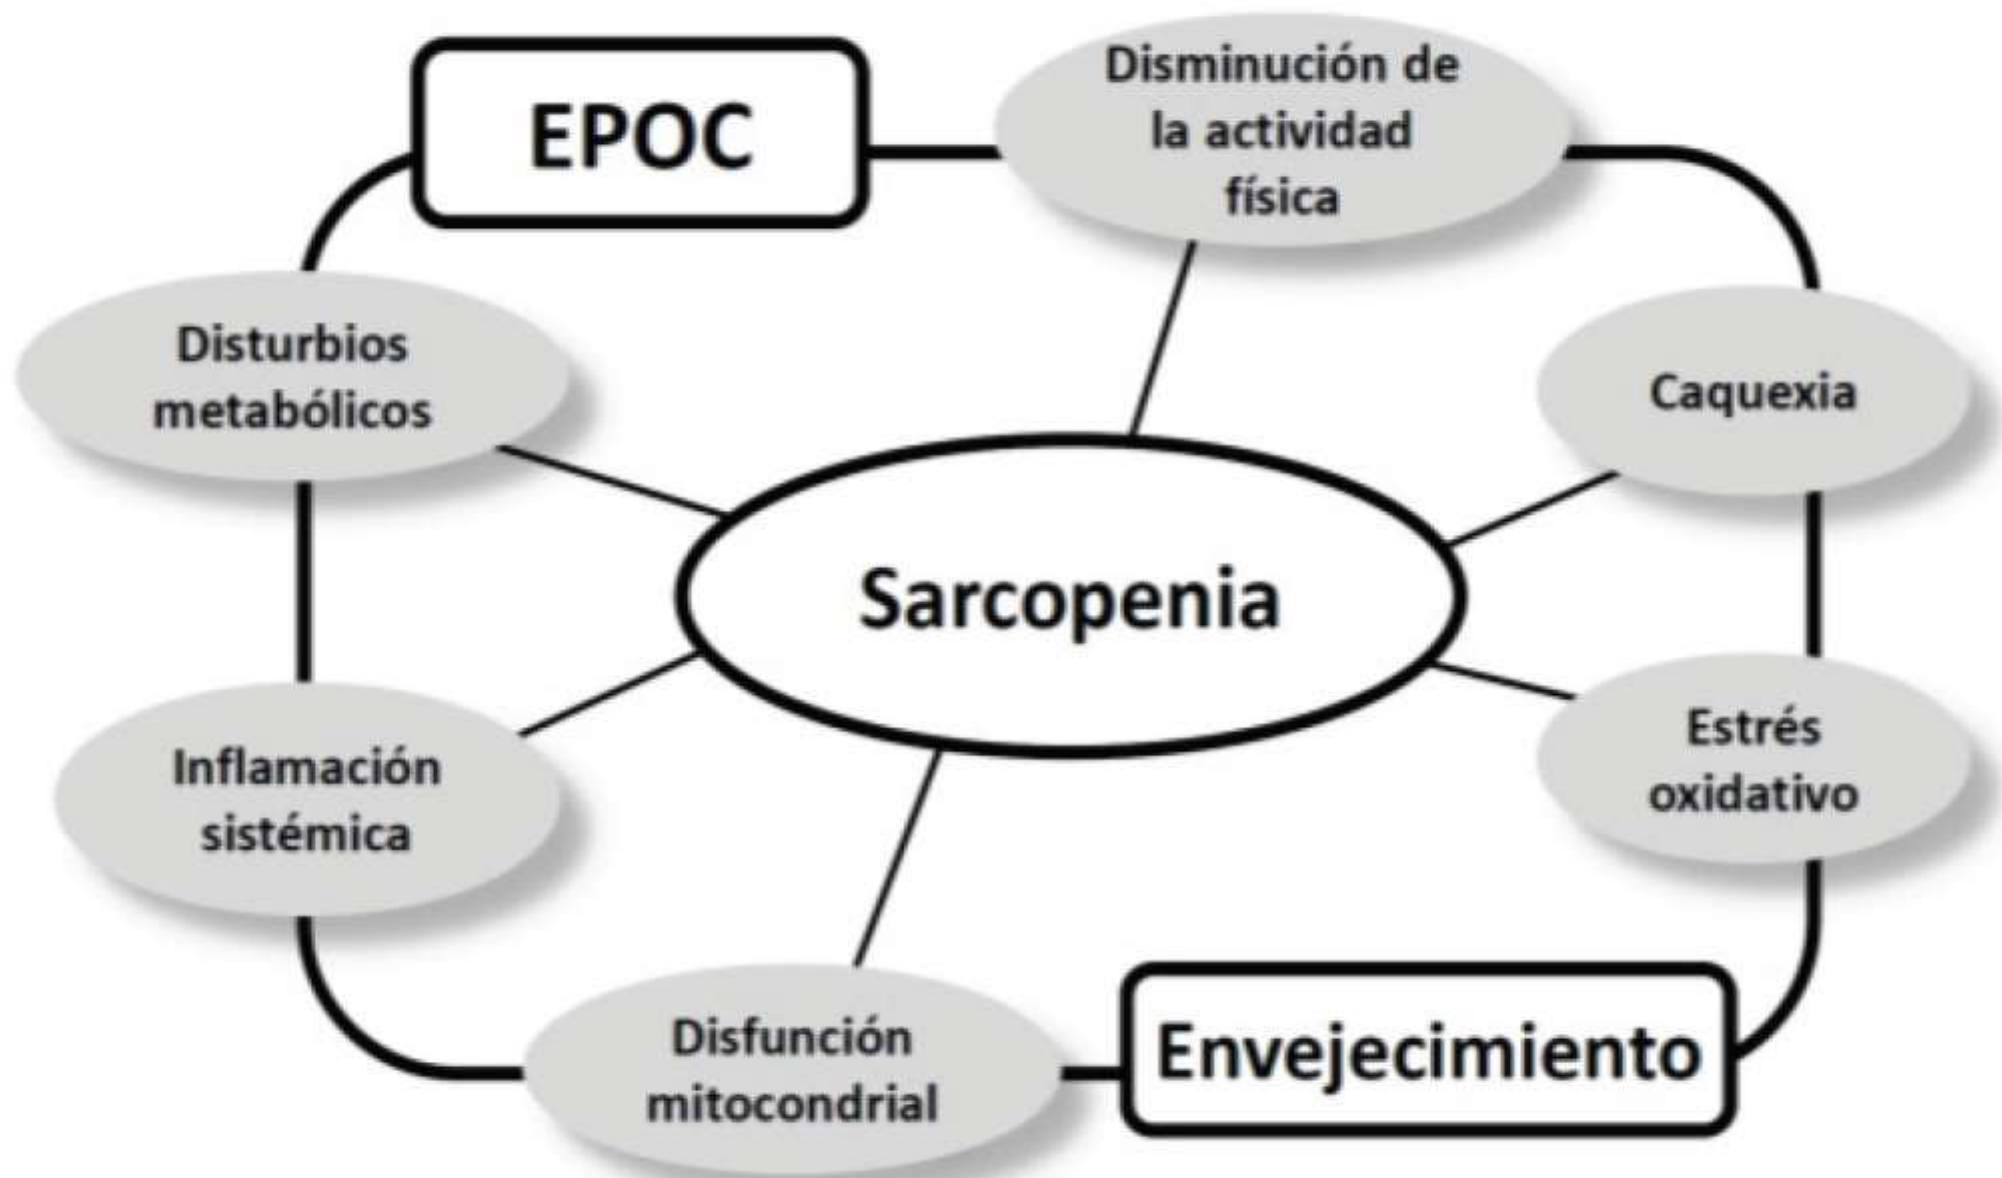 EPOC
Disminución de
la actividad
física
Disturbios
metabólicos
Caquexia
Sarcopenia
Inflamación
sistémica
Estrés
oxidativo
Disfunción
mitocondrial
Envejecimiento